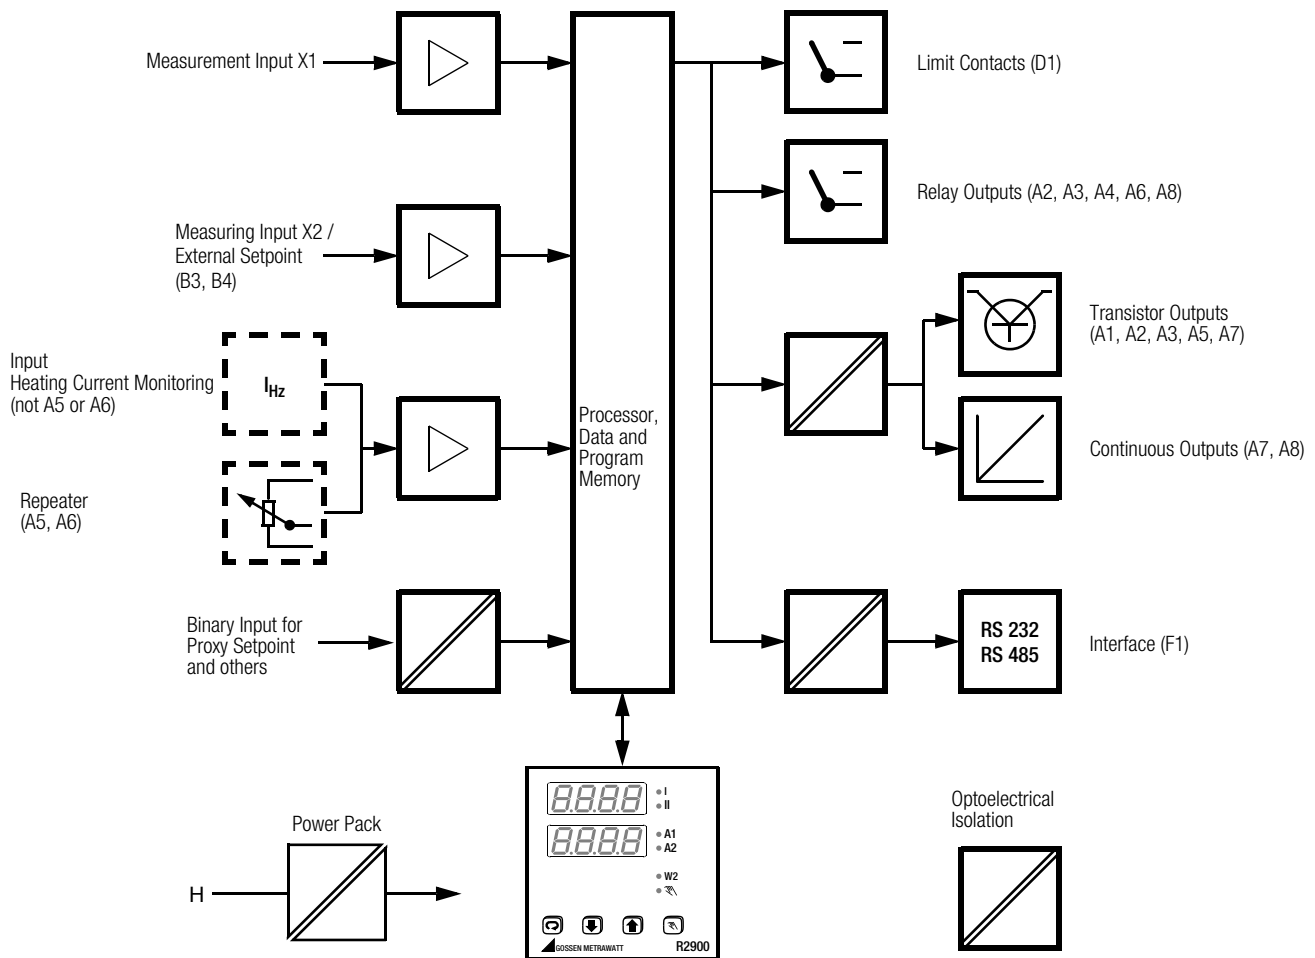 Measurement Input X1
Limit Contacts (D1)
Relay Outputs (A2, A3, A4, A6, A8)
Measuring Input X2 /
External Setpoint
(B3, B4)
Transistor Outputs
(A1, A2, A3, A5, A7)
Input
Heating Current Monitoring
(not A5 or A6)
IHz
Processor,
Data and
Program
Memory
Continuous Outputs (A7, A8)
Repeater
(A5, A6)
Binary Input for
Proxy Setpoint
and others
RS 232
RS 485
Interface (F1)
8.8.8.8
I
II
8.8.8.8
A1
A2
W2
GOSSEN METRAWATT
R2900
Power Pack
H
Optoelectrical
Isolation